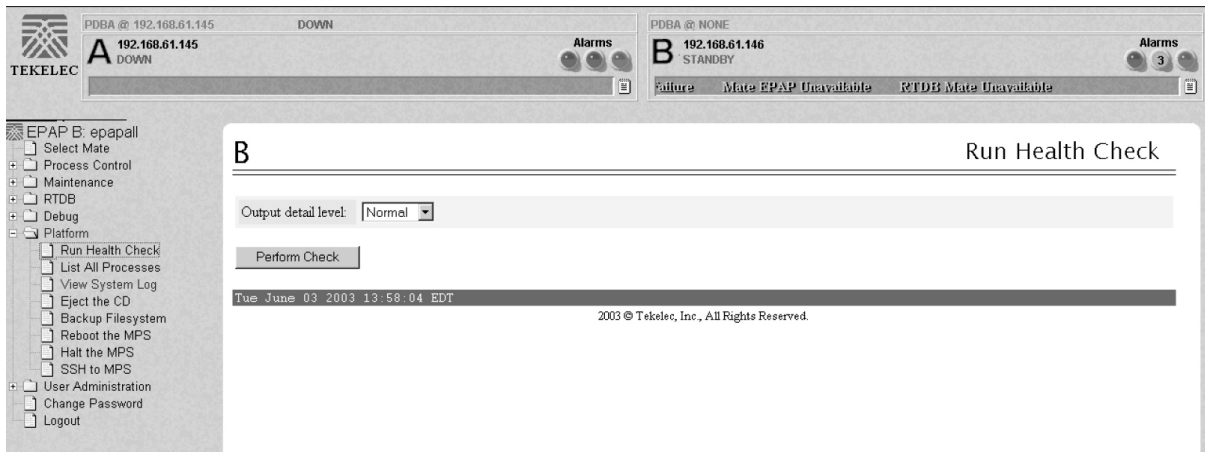 TEKELEC
PDBA @ 192.168.61.145 DOWN
A 192.168.61.145
DOWN
Alarms
PDBA @ NONE
B 192.168.61.146
STANDBY
Alarms
3
failure Mate EPAP Unavailable RTDB Mate Unavailable
EPAP B: epapall
Select Mate
Process Control
Maintenance
RTDB
Debug
Platform
Run Health Check
List All Processes
View System Log
Eject the CD
Backup Filesystem
Reboot the MPS
Halt the MPS
SSH to MPS
User Administration
Change Password
Logout
B Run Health Check
Output detail level: Normal
Perform Check
Tue June 03 2003 13:58:04 EDT
2003 © Tekelec, Inc., All Rights Reserved.